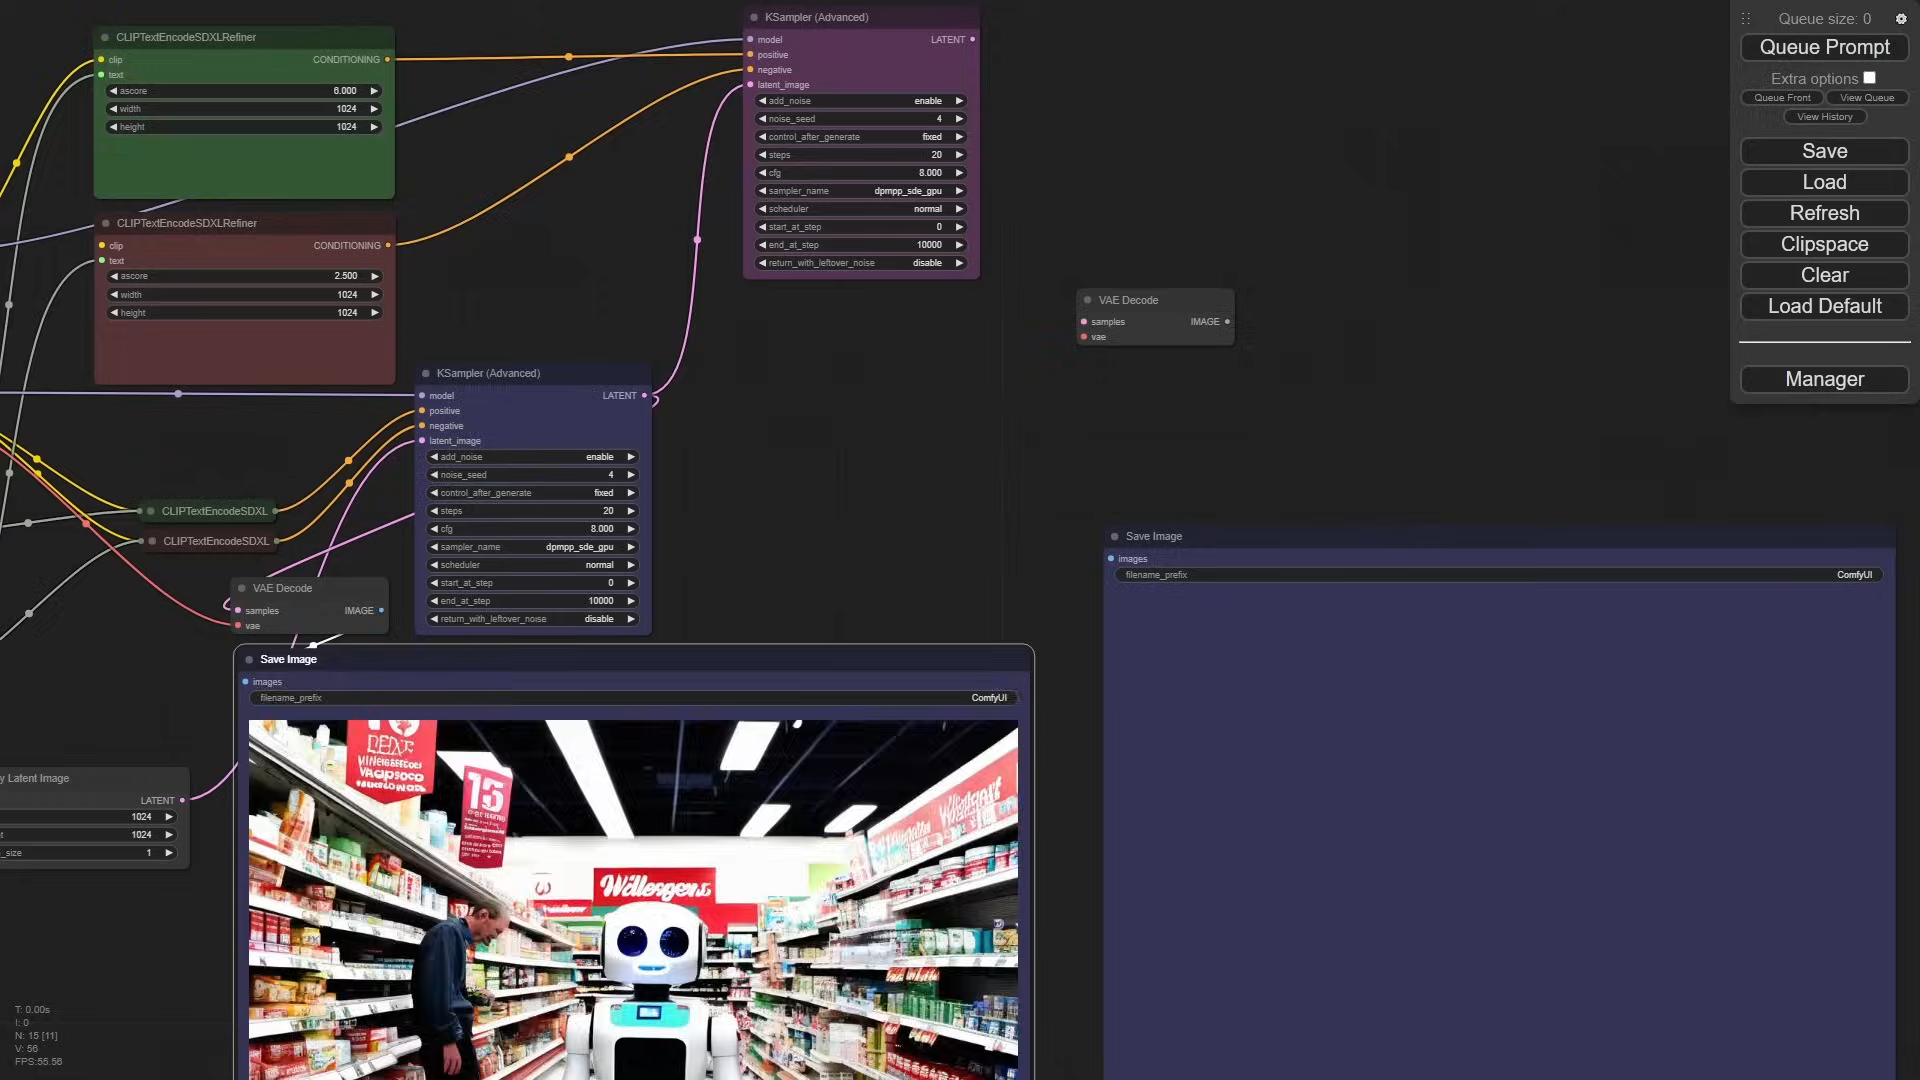 CLIPTextEncodeSDXLRefiner
clip CONDITIONING
text
ascore 6.000
width 1024
height 1024
CLIPTextEncodeSDXLRefiner
clip CONDITIONING
text
ascore 2.500
width 1024
height 1024
KSampler (Advanced)
model LATENT
positive
negative
latent_image
add_noise enable
noise_seed 4
control_after_generate fixed
steps 20
cfg 8.000
sampler_name dpmpp_sde_gpu
scheduler normal
start_at_step 0
end_at_step 10000
return_with_leftover_noise disable
VAE Decode
samples IMAGE
vae
KSampler (Advanced)
model LATENT
positive
negative
latent_image
add_noise enable
noise_seed 4
control_after_generate fixed
steps 20
cfg 8.000
sampler_name dpmpp_sde_gpu
scheduler normal
start_at_step 0
end_at_step 10000
return_with_leftover_noise disable
CLIPTextEncodeSDXL
CLIPTextEncodeSDXL
VAE Decode
samples IMAGE
vae
Save Image
images
filename_prefix ComfyUI
15
Save Image
images
filename_prefix ComfyUI
y Latent Image
LATENT
1024
t 1024
_size 1
T: 0.00s
I: 0
N: 15 [11]
V: 56
FPS:55.56
Queue size: 0
Queue Prompt
Extra options
Queue Front View Queue
View History
Save
Load
Refresh
Clipspace
Clear
Load Default
Manager